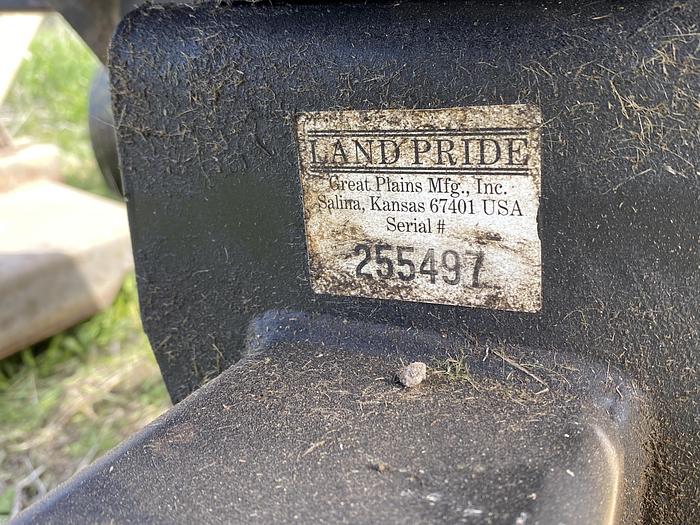 LAND PRIDE
Great Plains Mfg., Inc.
Salina, Kansas 67401 USA
Serial #
255497